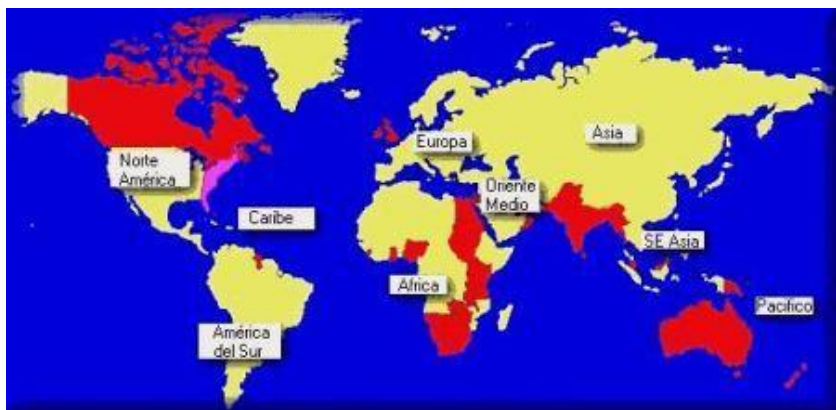 Europa
Asia
Norte
América
Oriente
Medio
Caribe
SE Asia
Africa
Pacifico
América
del Sur